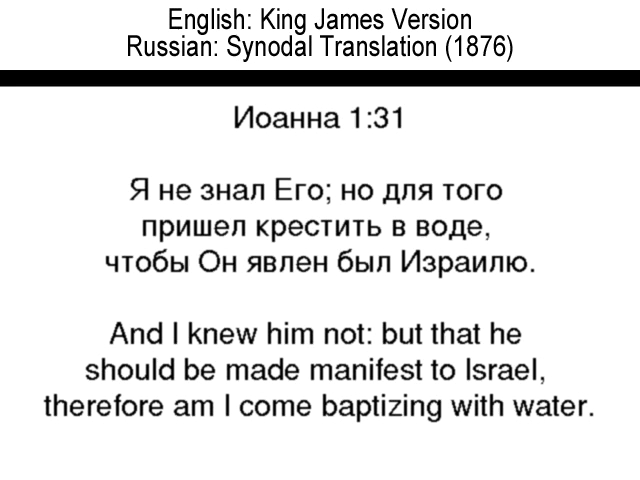 English: King James Version
Russian: Synodal Translation (1876)
Иоанна 1:31
Я не знал Его; но для того
пришел крестить в воде,
чтобы Он явлен был Израилю.
And I knew him not: but that he
should be made manifest to Israel,
therefore am I come baptizing with water.